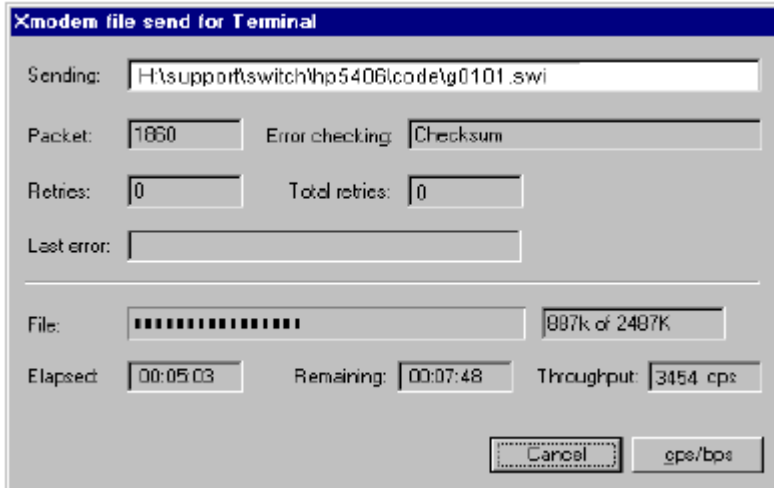 Xmodem file send for Terminal
Sending: H:\support\switch\hp5406\code\g0101.swi
Packet: 1860 Error checking: Checksum
Retries: 0 Total retries: 0
Last error:
File: 887k of 2487K
Elapsed: 00:05:03 Remaining: 00:07:48 Throughput: 3454 cps
Cancel cps/bps